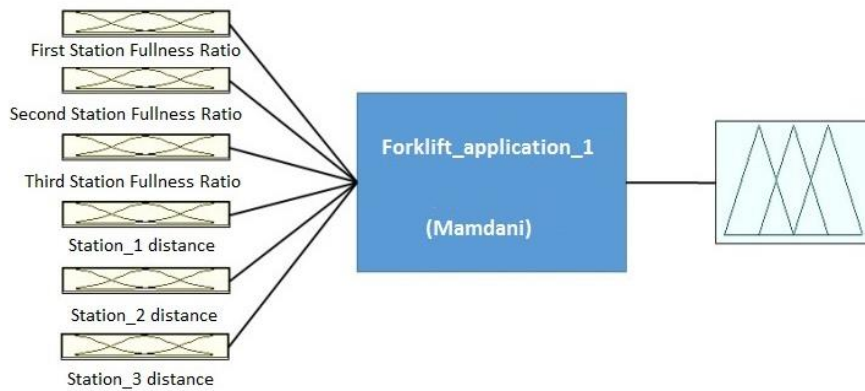 First Station Fullness Ratio
Second Station Fullness Ratio
Third Station Fullness Ratio
Station_1 distance
Station_2 distance
Station_3 distance
Forklift_application_1
(Mamdani)